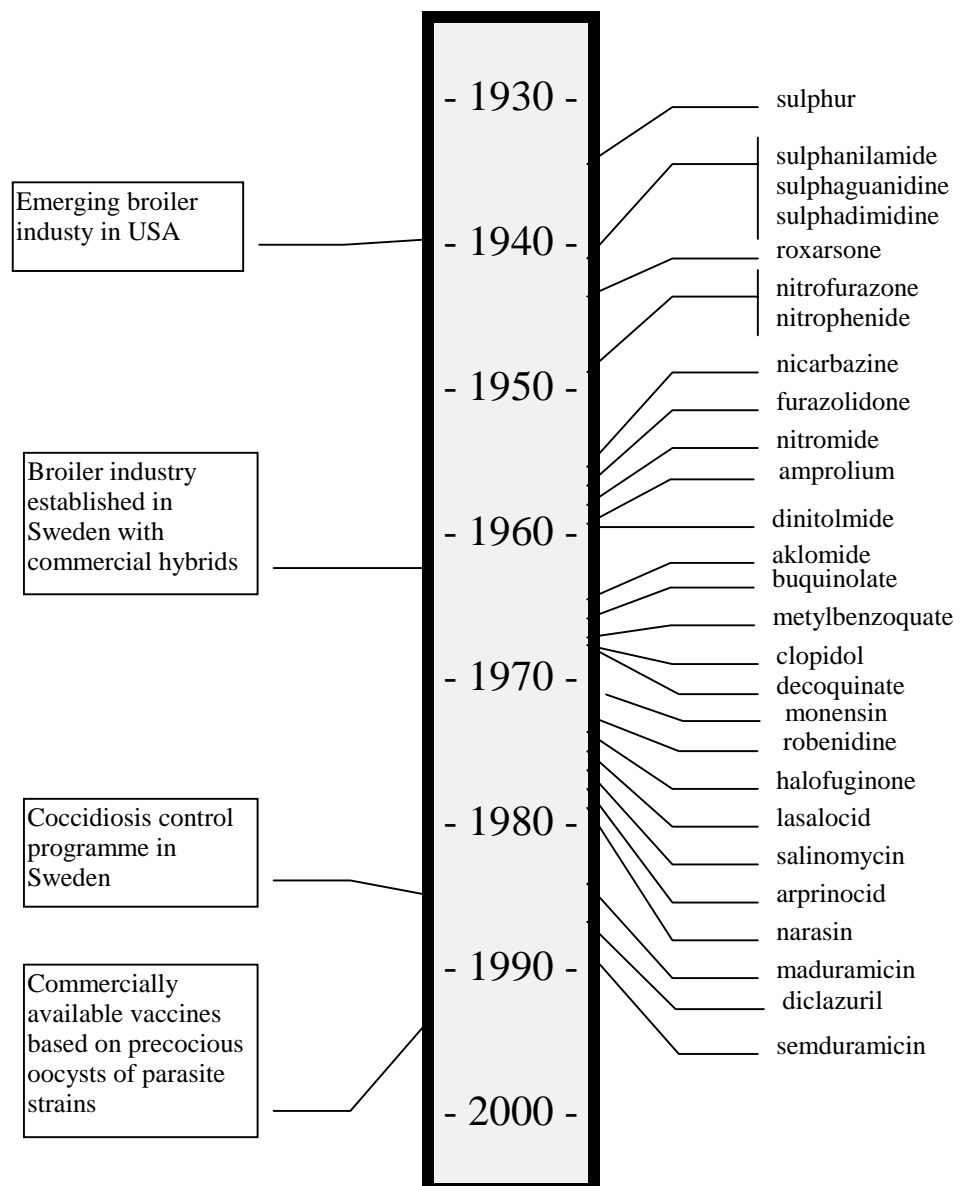 - 1930 -
- 1940 -
- 1950 -
- 1960 -
- 1970 -
- 1980 -
- 1990 -
- 2000 -
Emerging broiler
industy in USA
Broiler industry
established in
Sweden with
commercial hybrids
Coccidiosis control
programme in
Sweden
Commercially
available vaccines
based on precocious
oocysts of parasite
strains
sulphur
sulphanilamide
sulphaguanidine
sulphadimidine
roxarsone
nitrofurazone
nitrophenide
nicarbazine
furazolidone
nitromide
amprolium
dinitolmide
aklomide
buquinolate
metylbenzoquate
clopidol
decoquinate
monensin
robenidine
halofuginone
lasalocid
salinomycin
arprinocid
narasin
maduramicin
diclazuril
semduramicin